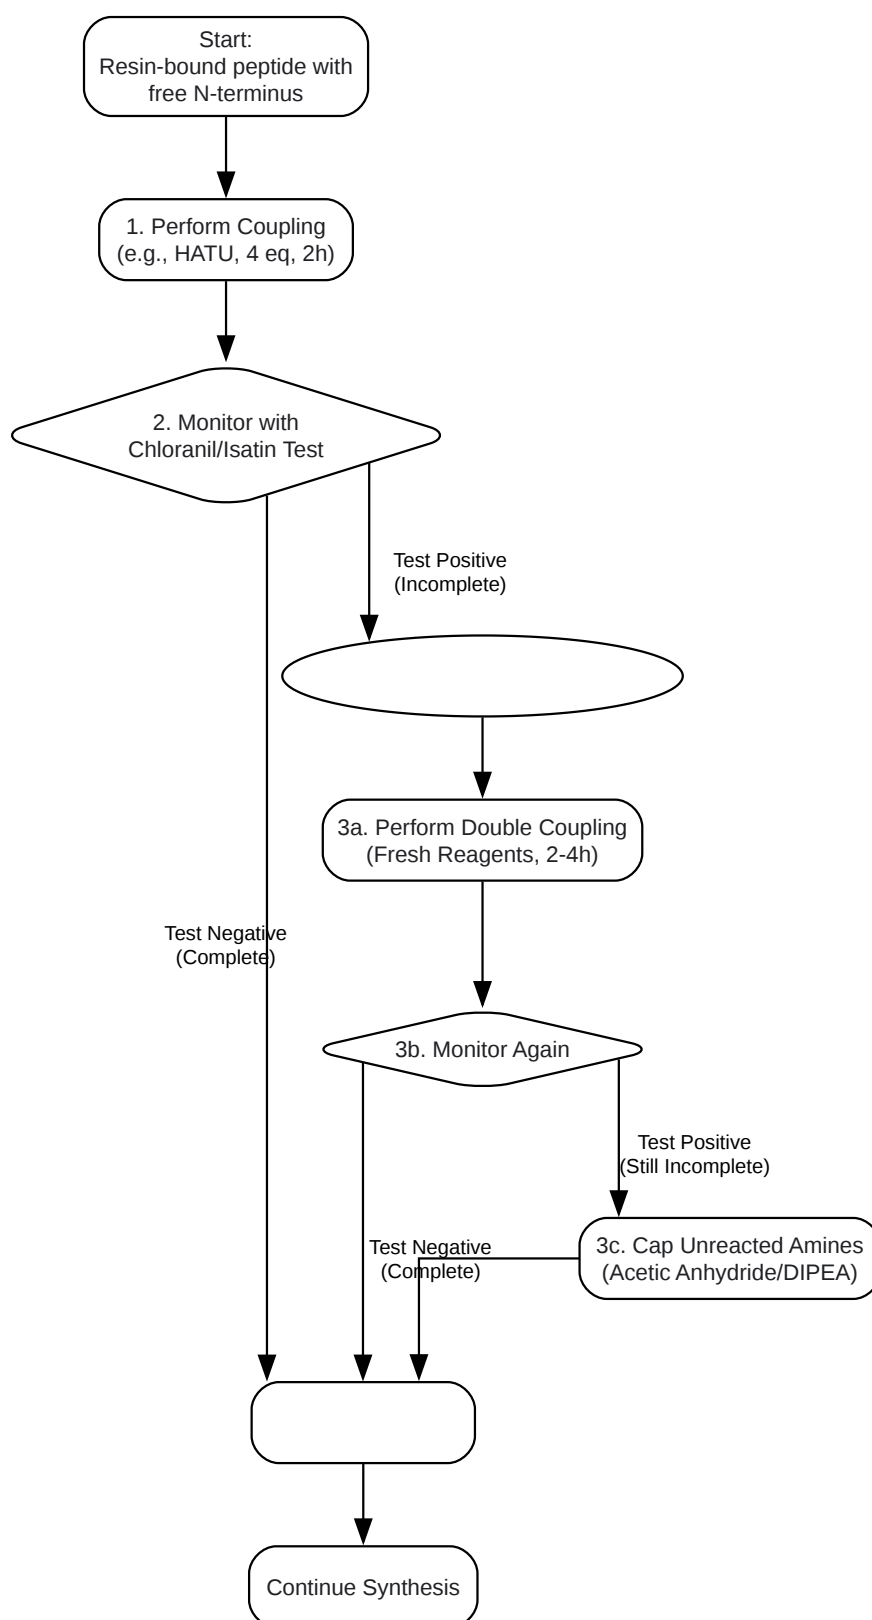 Start:
Resin-bound peptide with
free N-terminus
1. Perform Coupling
(e.g., HATU, 4 eq, 2h)
2. Monitor with
Chloranil/Isatin Test
Test Positive
(Incomplete)
3a. Perform Double Coupling
(Fresh Reagents, 2-4h)
Test Negative
(Complete)
3b. Monitor Again
Test Positive
(Still Incomplete)
Test Negative
(Complete)
3c. Cap Unreacted Amines
(Acetic Anhydride/DIPEA)
Continue Synthesis